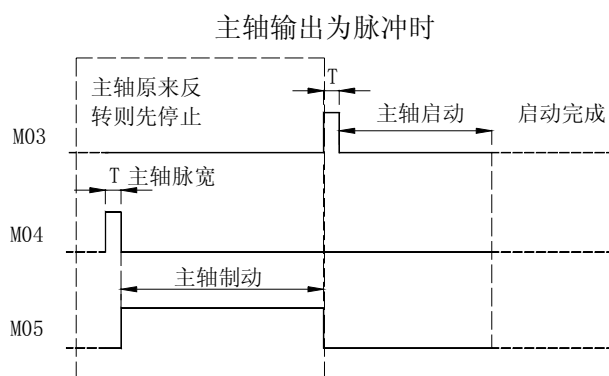 主轴输出为脉冲时
主轴原来反
转则先停止
T
主轴启动
启动完成
M03
T 主轴脉宽
M04
主轴制动
M05